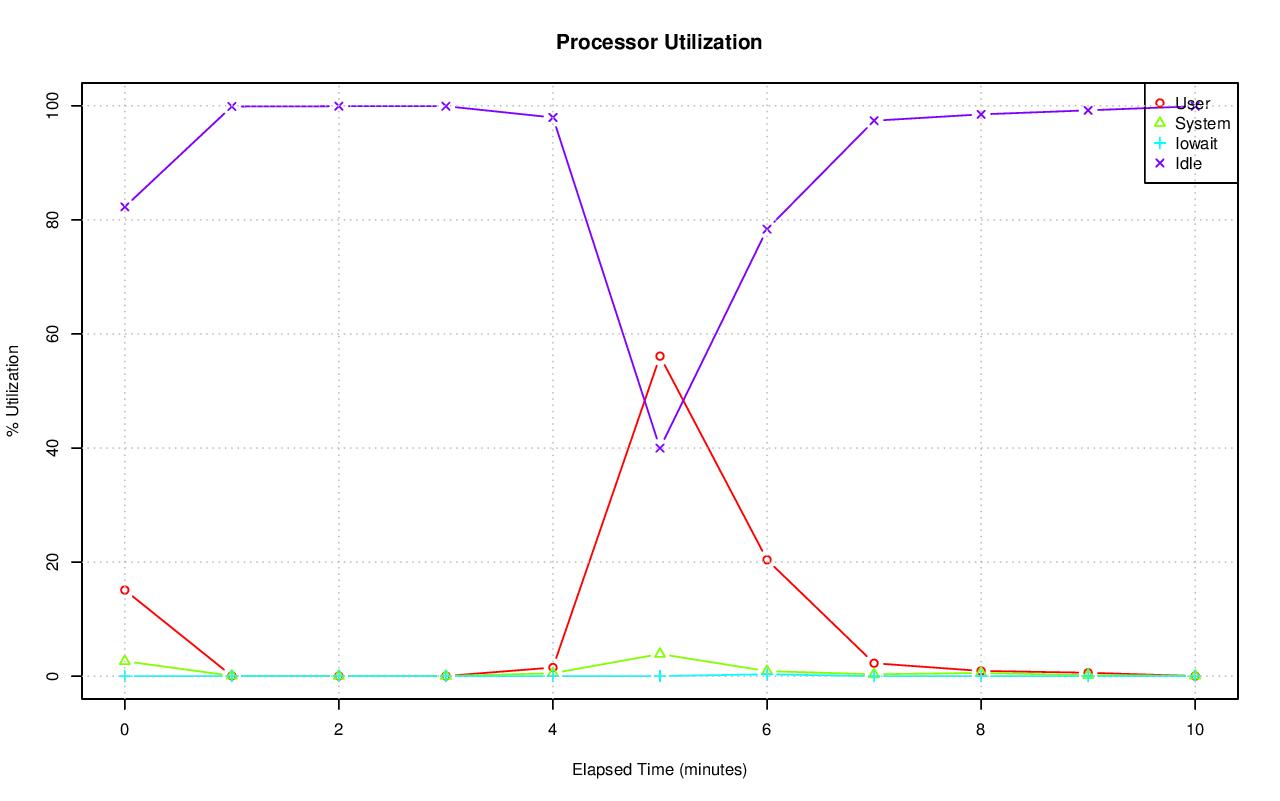 Processor Utilization
User
System
Iowait
Idle
% Utilization
100
80
60
40
20
0
0 2 4 6 8 10
Elapsed Time (minutes)